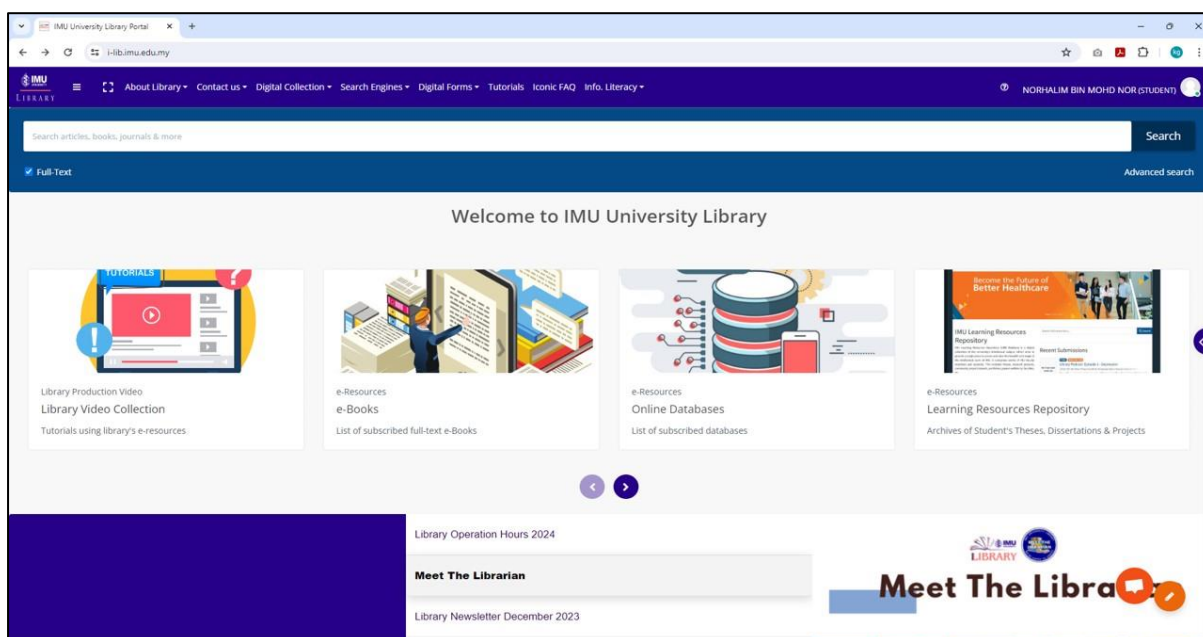 IMU University Library Portal
i-lib.imu.edu.my
IMU
LIBRARY
About Library Contact us Digital Collection Search Engines Digital Forms Tutorials Iconic FAQ Info. Literacy
NORHALIM BIN MOHD NOR (STUDENT)
Search articles, books, journals & more
Search
Full-Text
Advanced search
Welcome to IMU University Library
TUTORIALS
Become the Future of
Better Healthcare
IMU Learning Resources
Repository
Recent Submissions
Library Production Video
Library Video Collection
Tutorials using library's e-resources
e-Resources
e-Books
List of subscribed full-text e-Books
e-Resources
Online Databases
List of subscribed databases
e-Resources
Learning Resources Repository
Archives of Student's Theses, Dissertations & Projects
Library Operation Hours 2024
Meet The Librarian
Library Newsletter December 2023
IMU
LIBRARY
Meet The Libra